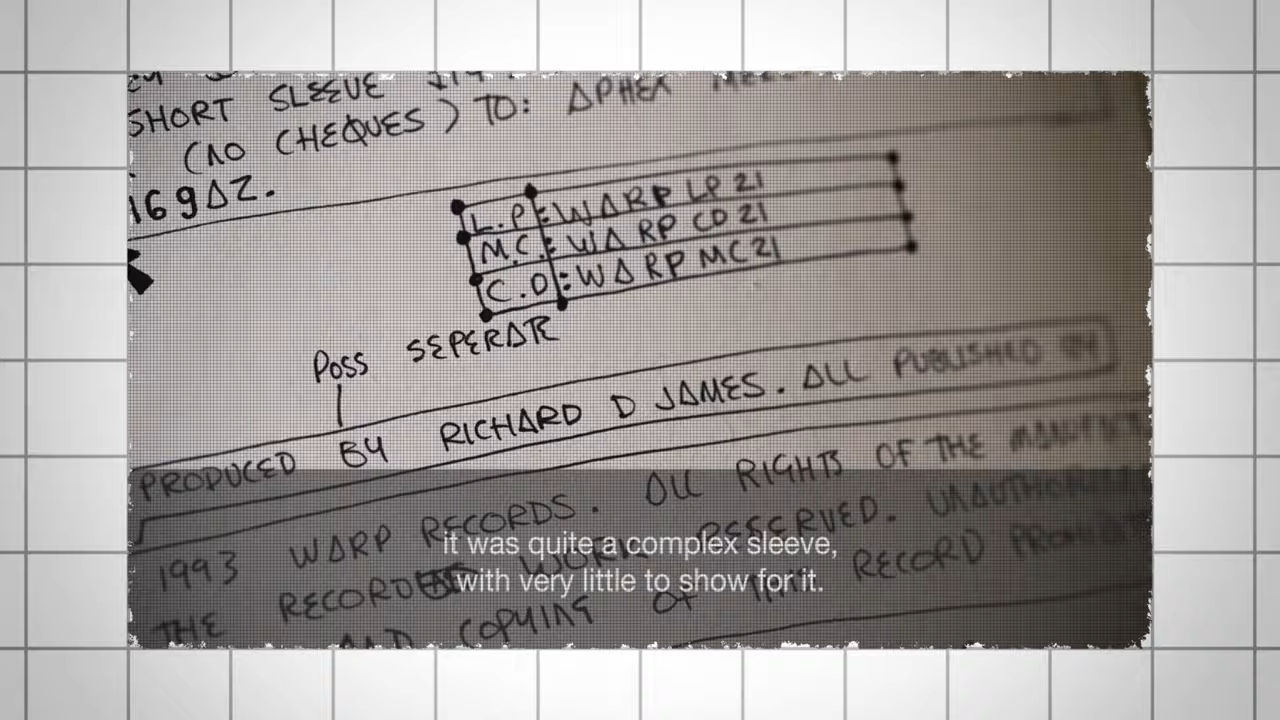 SHORT SLEEVE
(NO CHEQUES) TO: APHEX
169AZ.
L.P : WARP LP 21
M.C. : WARP CD 21
C.D : WARP MC 21
POSS SEPERATE
PRODUCED BY RICHARD D JAMES. ALL PUBLISHED BY
1993 WARP RECORDS. ALL RIGHTS OF THE
THE RECORDED WORK RESERVED.
AND COPYING OF THIS RECORD
it was quite a complex sleeve,
with very little to show for it.